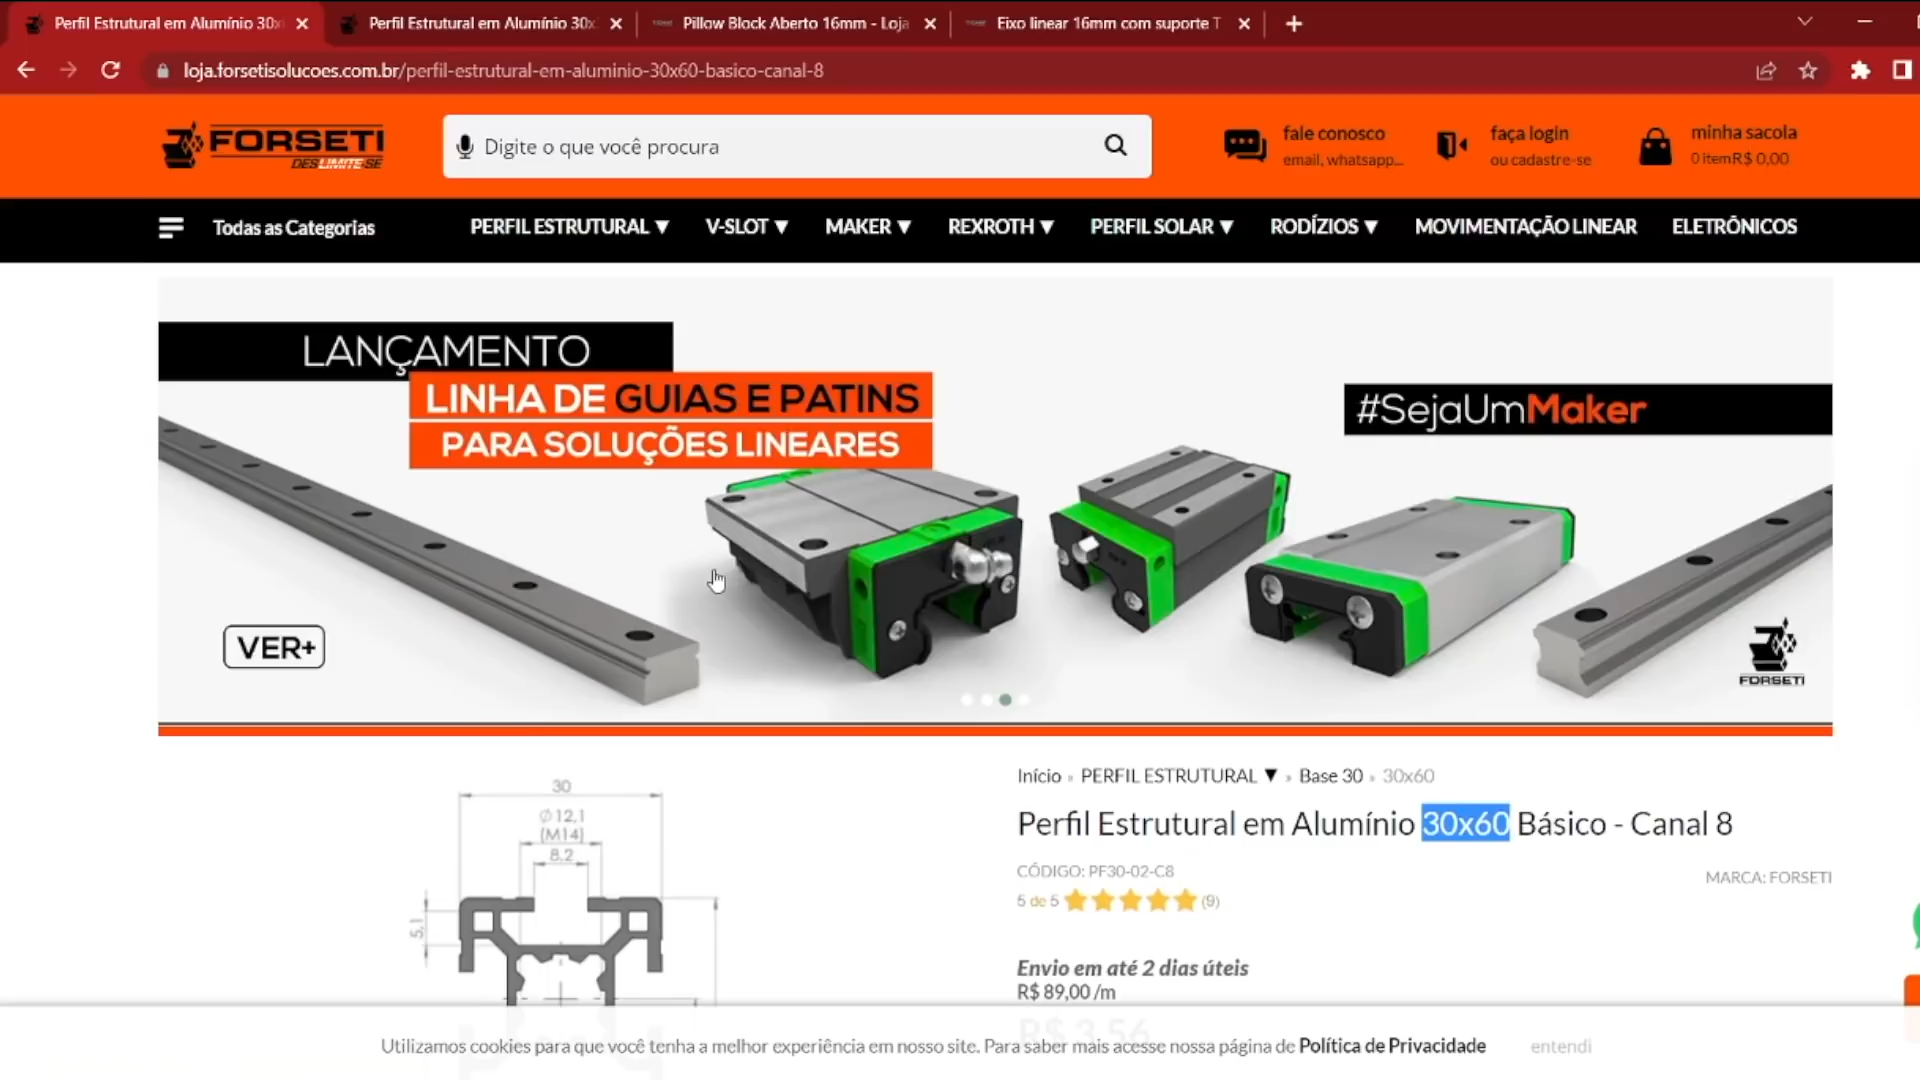 Perfil Estrutural em Alumínio 30x
Perfil Estrutural em Alumínio 30x
Pillow Block Aberto 16mm - Loja
Eixo linear 16mm com suporte T
loja.forsetisolucoes.com.br/perfil-estrutural-em-aluminio-30x60-basico-canal-8
FORSETI
DESLIMITE-SE
Digite o que você procura
fale conosco
email, whatsapp...
faça login
ou cadastre-se
minha sacola
0 itemR$ 0,00
Todas as Categorias
PERFIL ESTRUTURAL ▼
V-SLOT ▼
MAKER ▼
REXROTH ▼
PERFIL SOLAR ▼
RODÍZIOS ▼
MOVIMENTAÇÃO LINEAR
ELETRÔNICOS
LANÇAMENTO
LINHA DE GUIAS E PATINS
PARA SOLUÇÕES LINEARES
#SejaUmMaker
VER+
FORSETI
Início » PERFIL ESTRUTURAL ▼ » Base 30 » 30x60
Perfil Estrutural em Alumínio 30x60 Básico - Canal 8
CÓDIGO: PF30-02-C8
MARCA: FORSETI
5 de 5
(9)
Envio em até 2 dias úteis
R$ 89,00 /m
R$ 3,56
30
Ø12,1
(M14)
8,2
5,1
Utilizamos cookies para que você tenha a melhor experiência em nosso site. Para saber mais acesse nossa página de Política de Privacidade
entendi